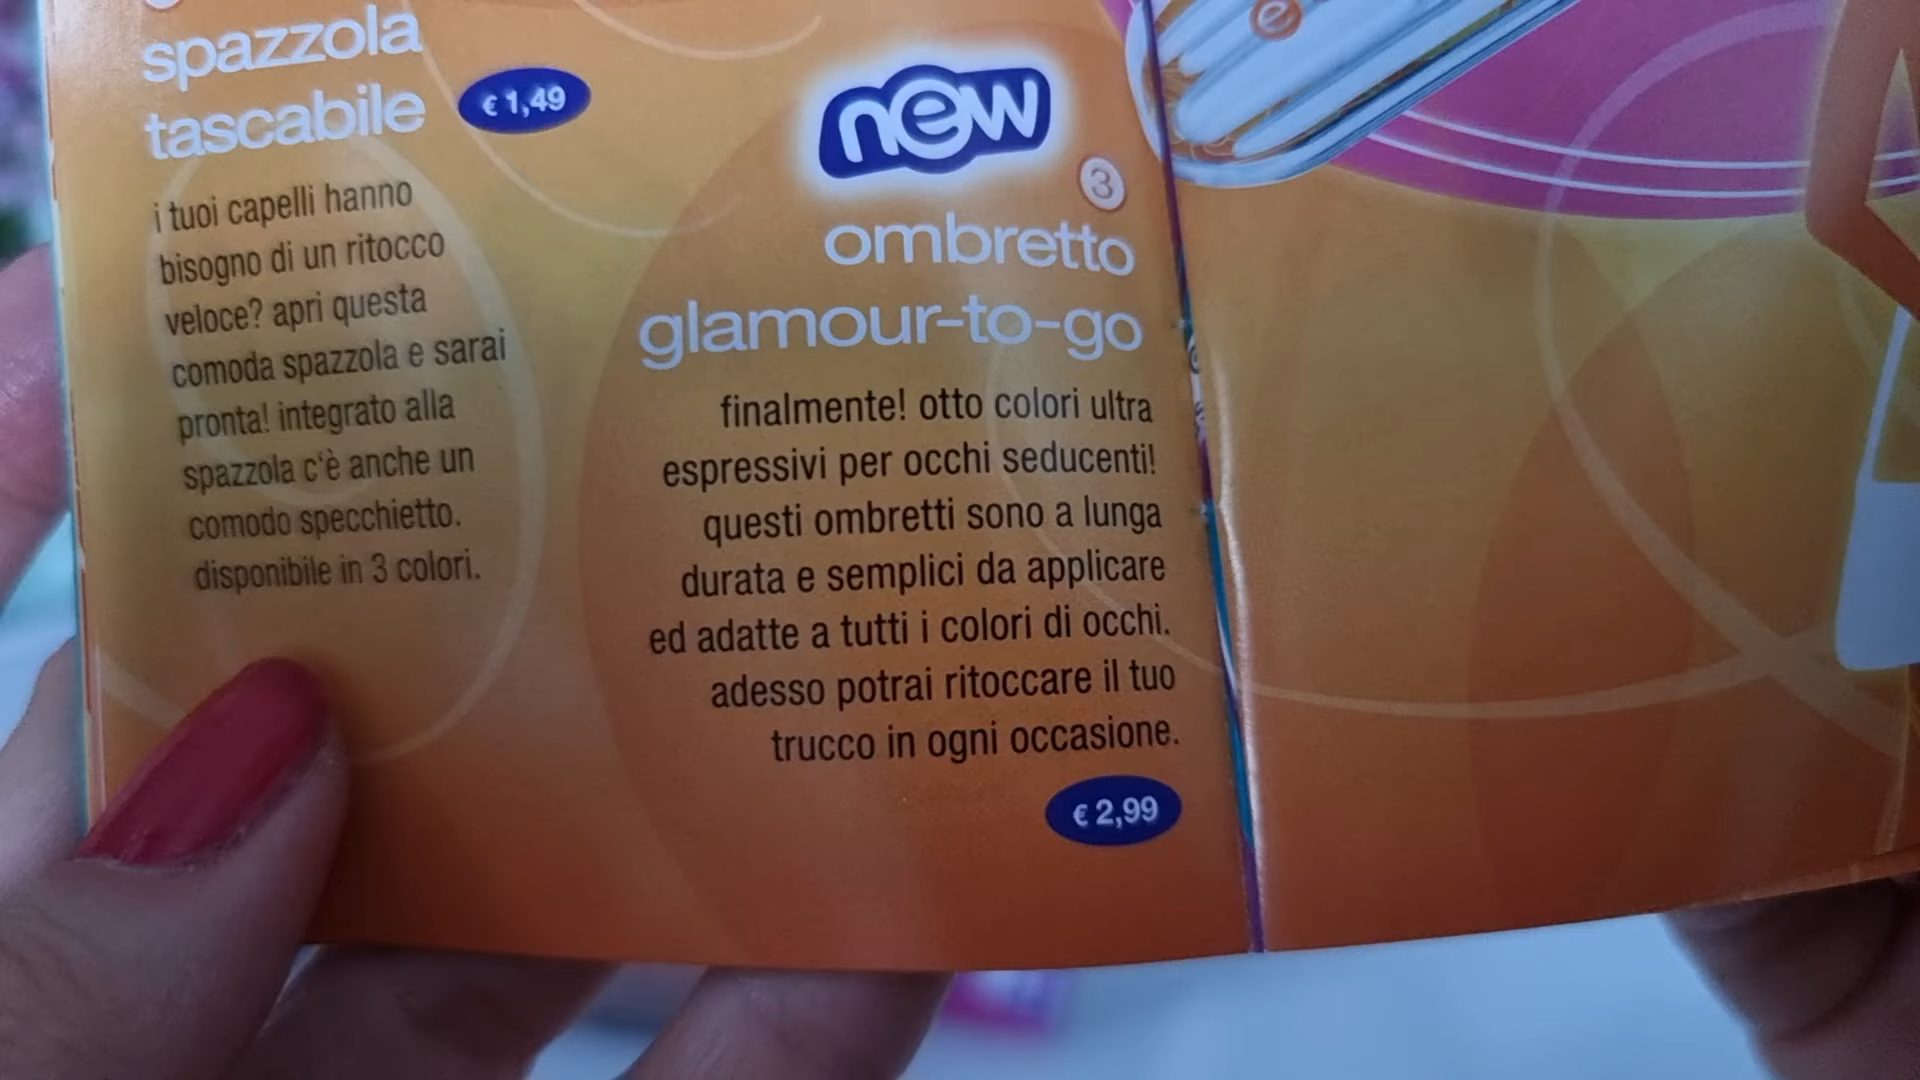 spazzola
tascabile
€ 1,49
i tuoi capelli hanno
bisogno di un ritocco
veloce? apri questa
comoda spazzola e sarai
pronta! integrato alla
spazzola c'è anche un
comodo specchietto.
disponibile in 3 colori.
new
3
ombretto
glamour-to-go
finalmente! otto colori ultra
espressivi per occhi seducenti!
questi ombretti sono a lunga
durata e semplici da applicare
ed adatte a tutti i colori di occhi.
adesso potrai ritoccare il tuo
trucco in ogni occasione.
€ 2,99
e